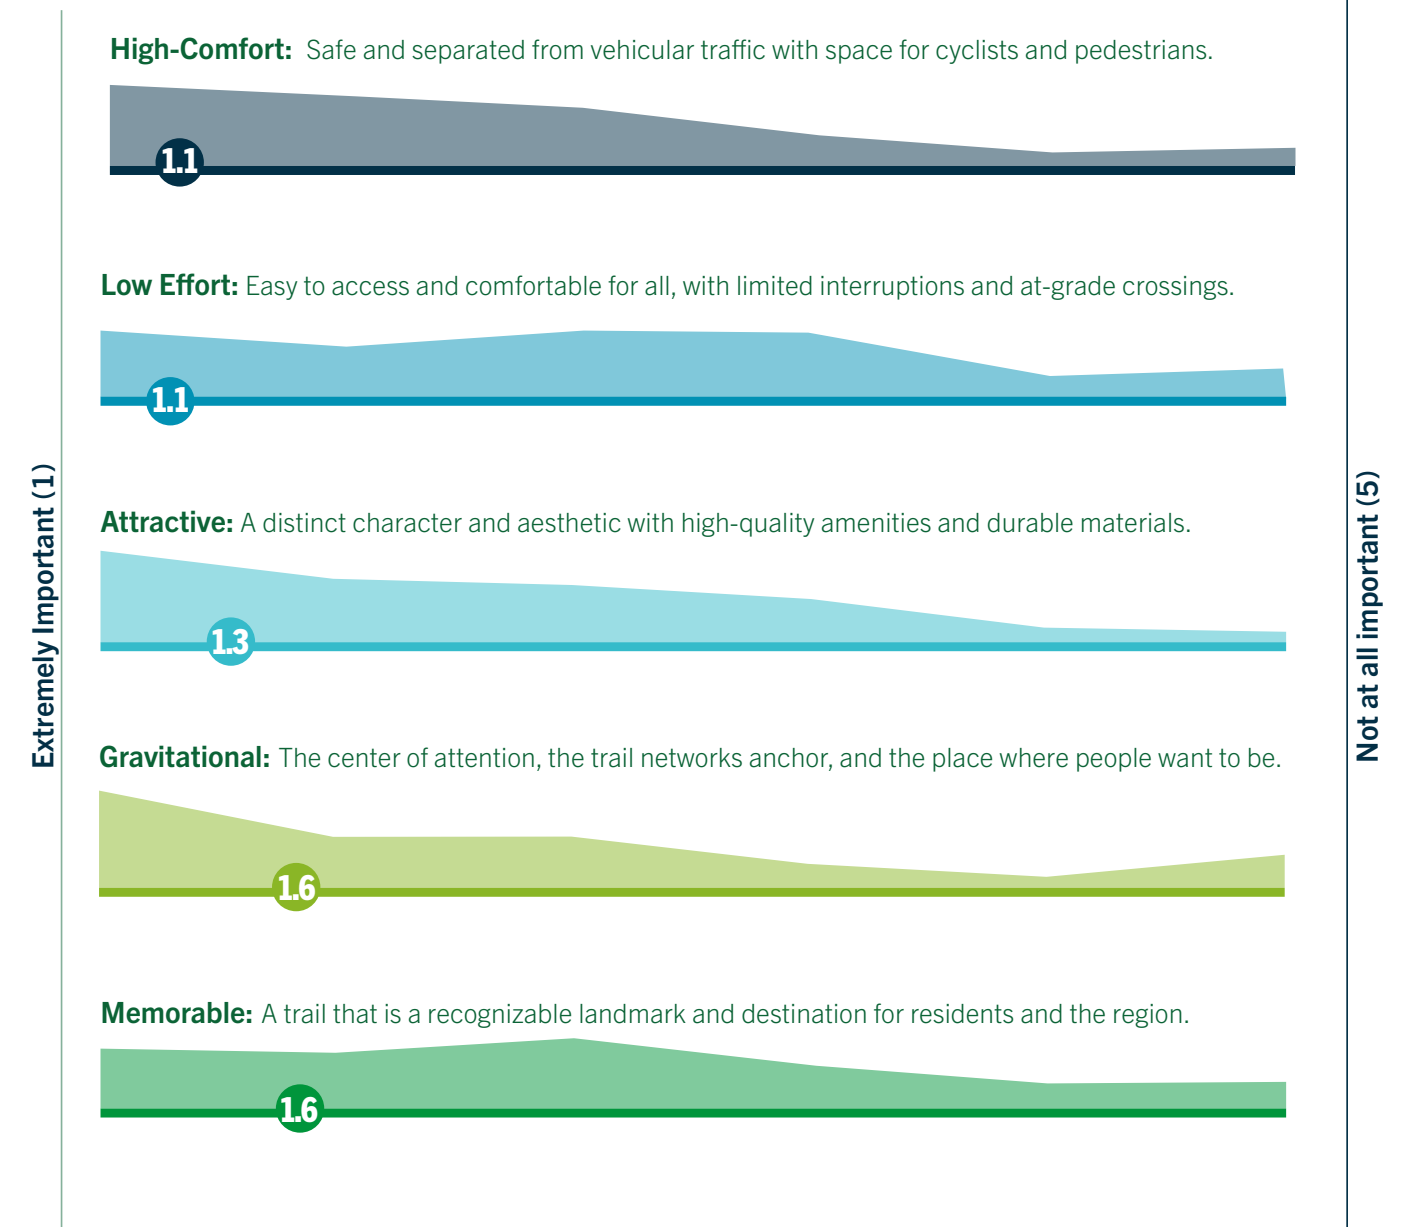 High-Comfort: Safe and separated from vehicular traffic with space for cyclists and pedestrians.
1.1
Low Effort: Easy to access and comfortable for all, with limited interruptions and at-grade crossings.
1.1
Extremely Important (1)
Not at all important (5)
Attractive: A distinct character and aesthetic with high-quality amenities and durable materials.
1.3
Gravitational: The center of attention, the trail networks anchor, and the place where people want to be.
1.6
Memorable: A trail that is a recognizable landmark and destination for residents and the region.
1.6